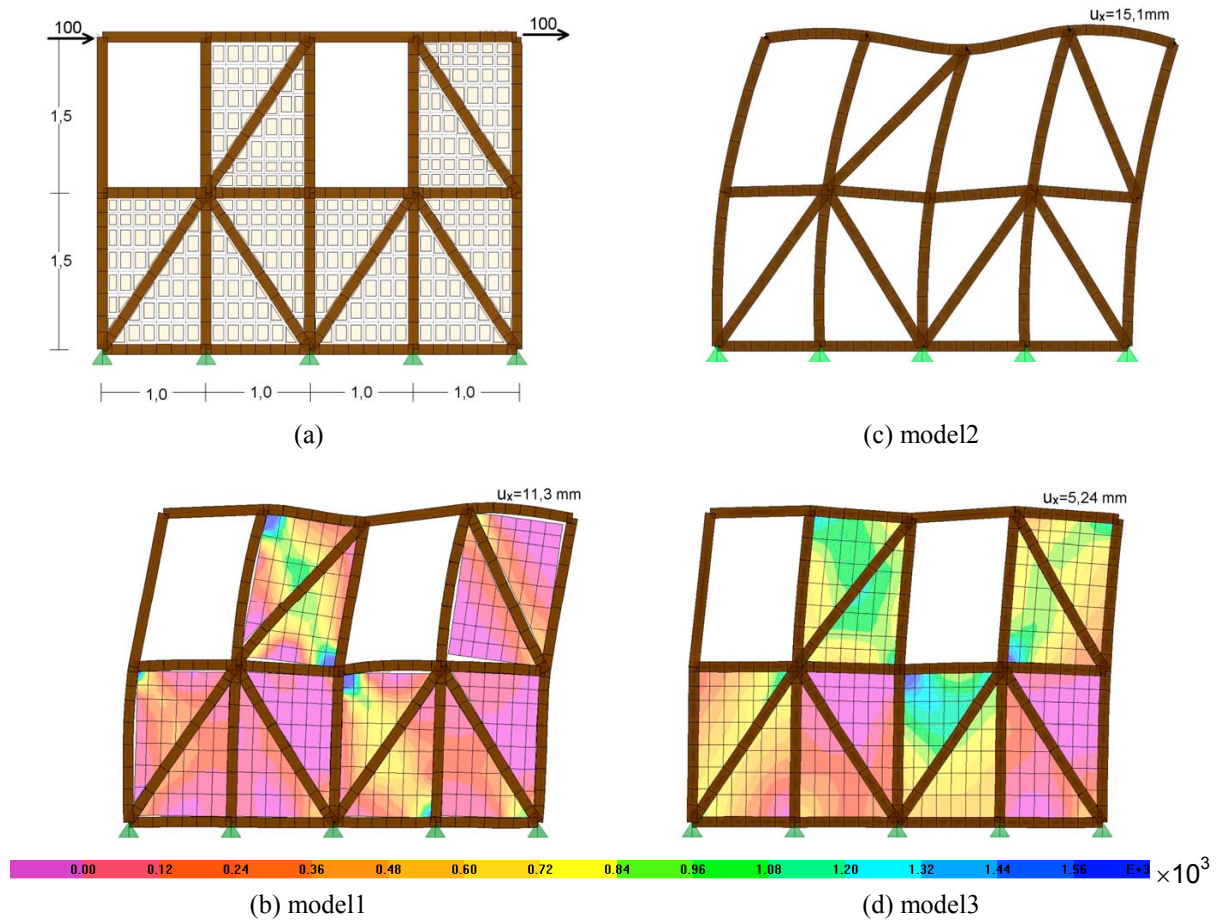 100
100
1,5
1,5
1,0 1,0 1,0 1,0
(a)
uₓ=15,1mm
(c) model2
uₓ=11,3 mm
uₓ=5,24 mm
0.00 0.12 0.24 0.36 0.48 0.60 0.72 0.84 0.96 1.08 1.20 1.32 1.44 1.56 E+3 ×10³
(b) model1
(d) model3